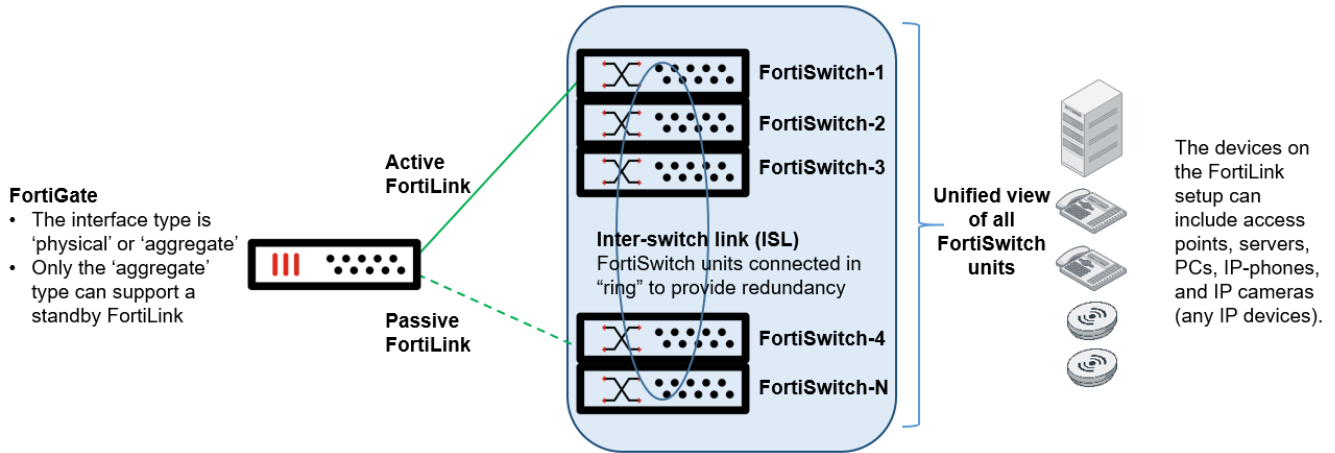 FortiGate
• The interface type is
‘physical’ or ‘aggregate’
• Only the ‘aggregate’
type can support a
standby FortiLink
Active
FortiLink
Passive
FortiLink
FortiSwitch-1
FortiSwitch-2
FortiSwitch-3
Inter-switch link (ISL)
FortiSwitch units connected in
“ring” to provide redundancy
FortiSwitch-4
FortiSwitch-N
Unified view
of all
FortiSwitch
units
The devices on
the FortiLink
setup can
include access
points, servers,
PCs, IP-phones,
and IP cameras
(any IP devices).